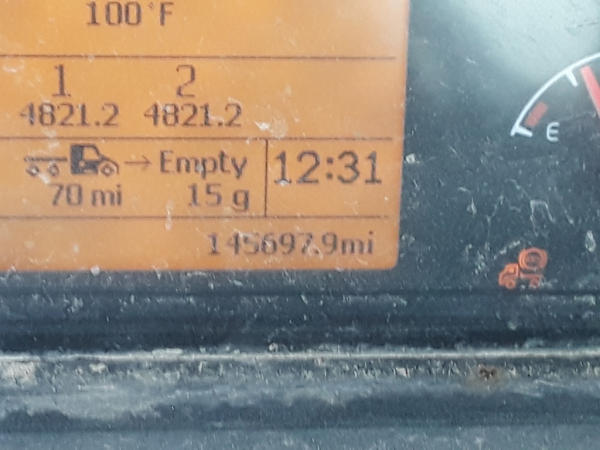 100°F
1 2
4821.2 4821.2
→ Empty 12:31
70 mi 15 g
145697.9mi
E